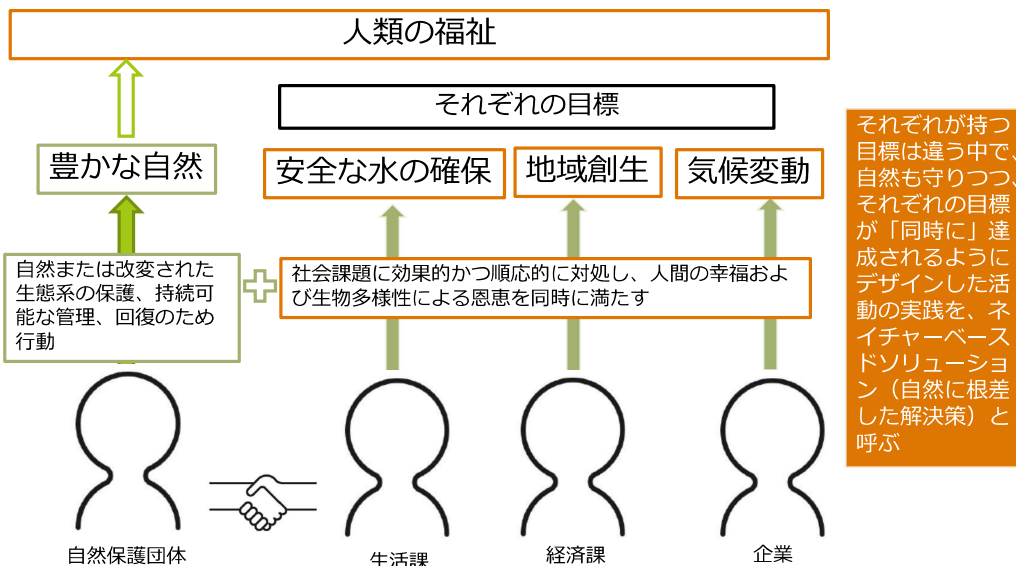 人類の福祉
それぞれの目標
豊かな自然
安全な水の確保
地域創生
気候変動
自然または改変された
生態系の保護、持続可
能な管理、回復のため
行動
社会課題に効果的かつ順応的に対処し、人間の幸福およ
び生物多様性による恩恵を同時に満たす
それぞれが持つ
目標は違う中で、
自然も守りつつ、
それぞれの目標
が「同時に」達
成されるように
デザインした活
動の実践を、ネ
イチャーベース
ドソリューショ
ン（自然に根差
した解決策）と
呼ぶ
自然保護団体
生活課
経済課
企業